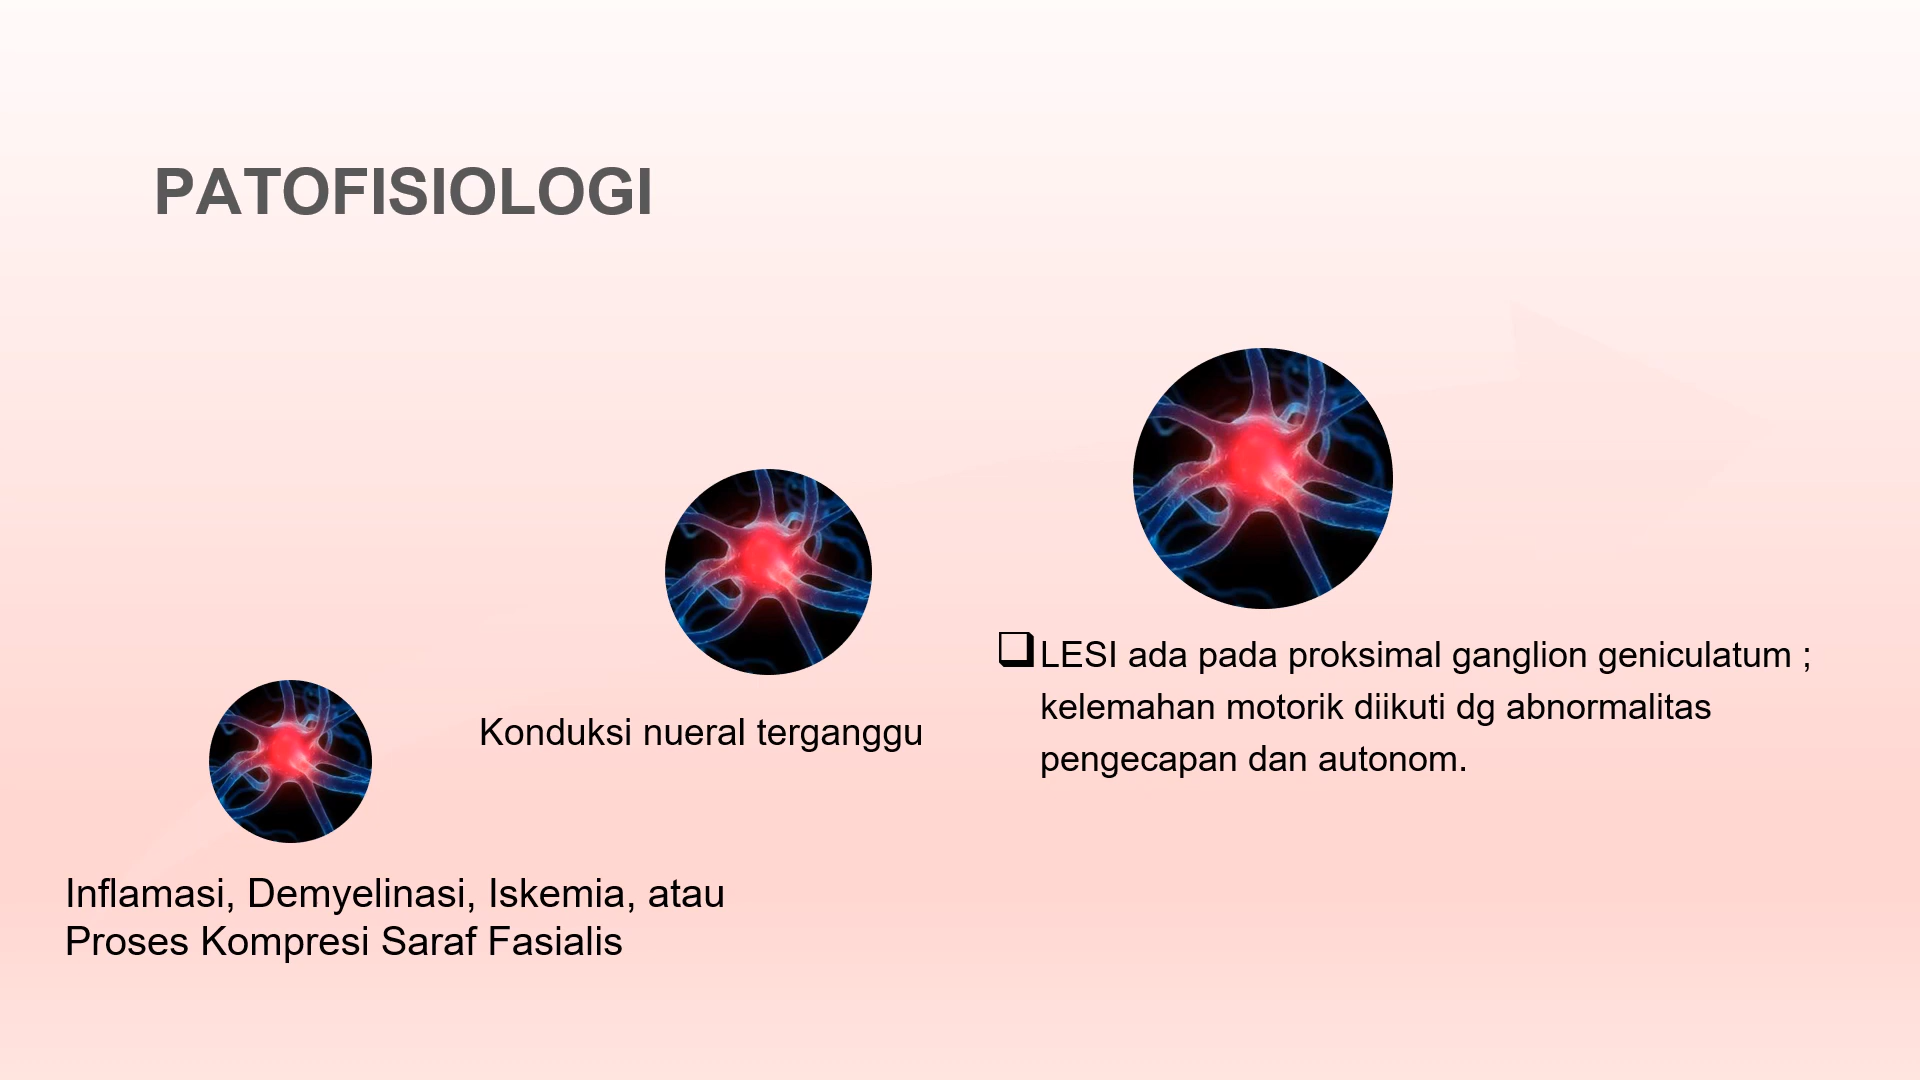 PATOFISIOLOGI
LESI ada pada proksimal ganglion geniculatum ;
kelemahan motorik diikuti dg abnormalitas
pengecapan dan autonom.
Konduksi nueral terganggu
Inflamasi, Demyelinasi, Iskemia, atau
Proses Kompresi Saraf Fasialis